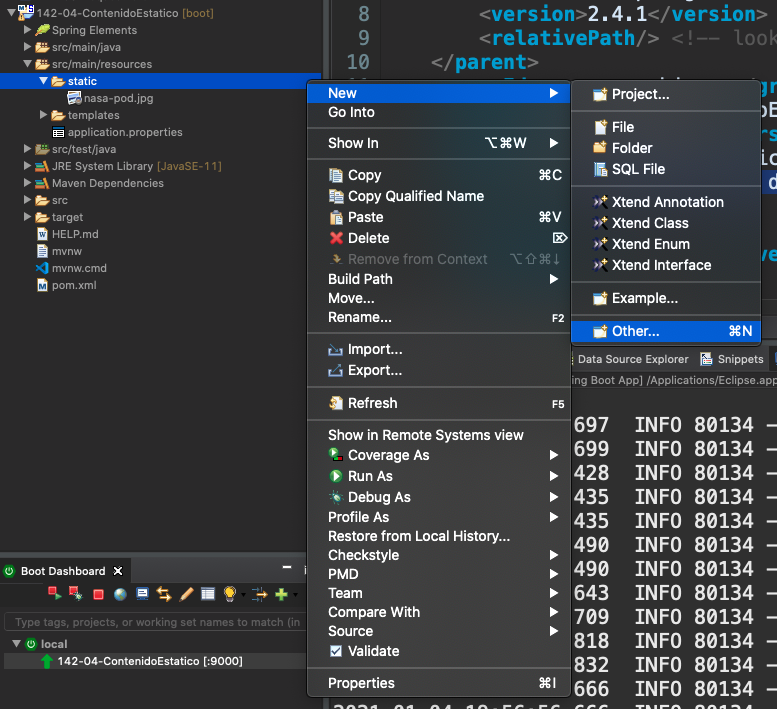 142-04-ContenidoEstatico [boot]
Spring Elements
src/main/java
src/main/resources
static
nasa-pod.jpg
templates
application.properties
src/test/java
JRE System Library [JavaSE-11]
Maven Dependencies
src
target
HELP.md
mvnw
mvnw.cmd
pom.xml
8 <version>2.4.1</version>
9 <relativePath/> <!-- look
10 </parent>
New
Go Into
Show In ⌥⌘W
Copy ⌘C
Copy Qualified Name
Paste ⌘V
Delete ⌦
Remove from Context ⌥⇧⌘↓
Build Path
Move...
Rename... F2
Import...
Export...
Refresh F5
Show in Remote Systems view
Coverage As
Run As
Debug As
Profile As
Restore from Local History...
Checkstyle
PMD
Team
Compare With
Source
Validate
Properties ⌘I
Project...
File
Folder
SQL File
Xtend Annotation
Xtend Class
Xtend Enum
Xtend Interface
Example...
Other... ⌘N
Data Source Explorer Snippets
ing Boot App] /Applications/Eclipse.app
697 INFO 80134 —
699 INFO 80134 —
428 INFO 80134 —
435 INFO 80134 —
435 INFO 80134 —
490 INFO 80134 —
490 INFO 80134 —
643 INFO 80134 —
709 INFO 80134 —
818 INFO 80134 —
832 INFO 80134 —
666 INFO 80134 —
Boot Dashboard
Type tags, projects, or working set names to match (in
local
142-04-ContenidoEstatico [:9000]